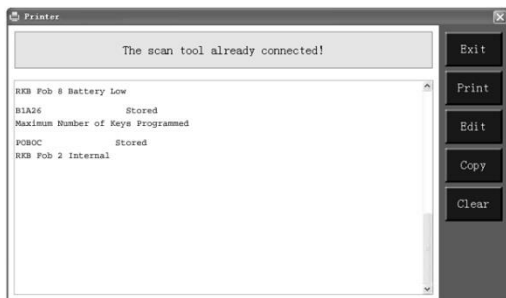 Printer
The scan tool already connected!
RKB Fob 8 Battery Low
B1A26 Stored
Maximum Number of Keys Programmed
POBOC Stored
RKB Fob 2 Internal
Exit
Print
Edit
Copy
Clear